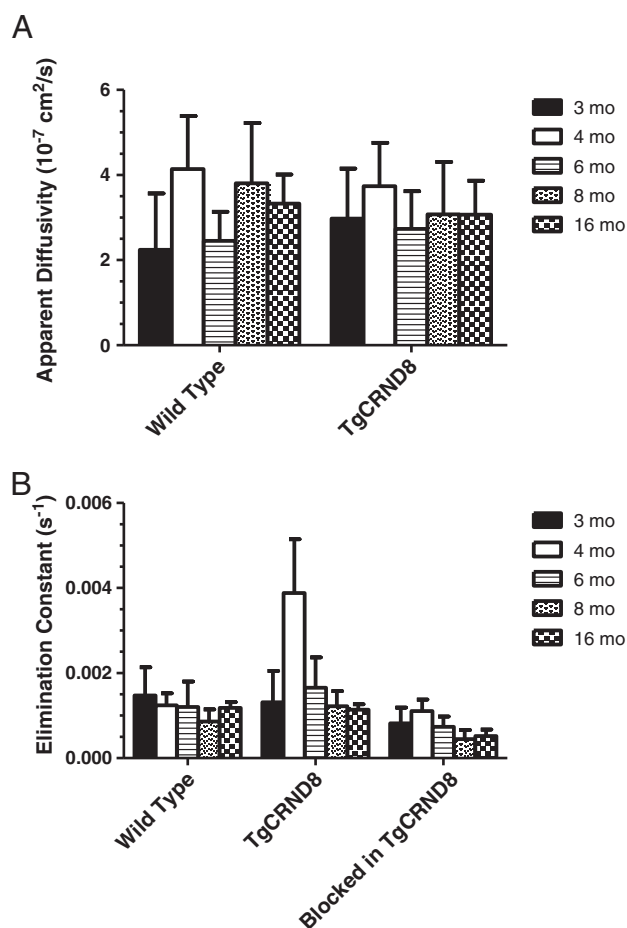 A
Apparent Diffusivity (10⁻⁷ cm²/s)
6
4
2
0
Wild Type
TgCRND8
3 mo
4 mo
6 mo
8 mo
16 mo
B
Elimination Constant (s⁻¹)
0.006
0.004
0.002
0.000
Wild Type
TgCRND8
Blocked in TgCRND8
3 mo
4 mo
6 mo
8 mo
16 mo